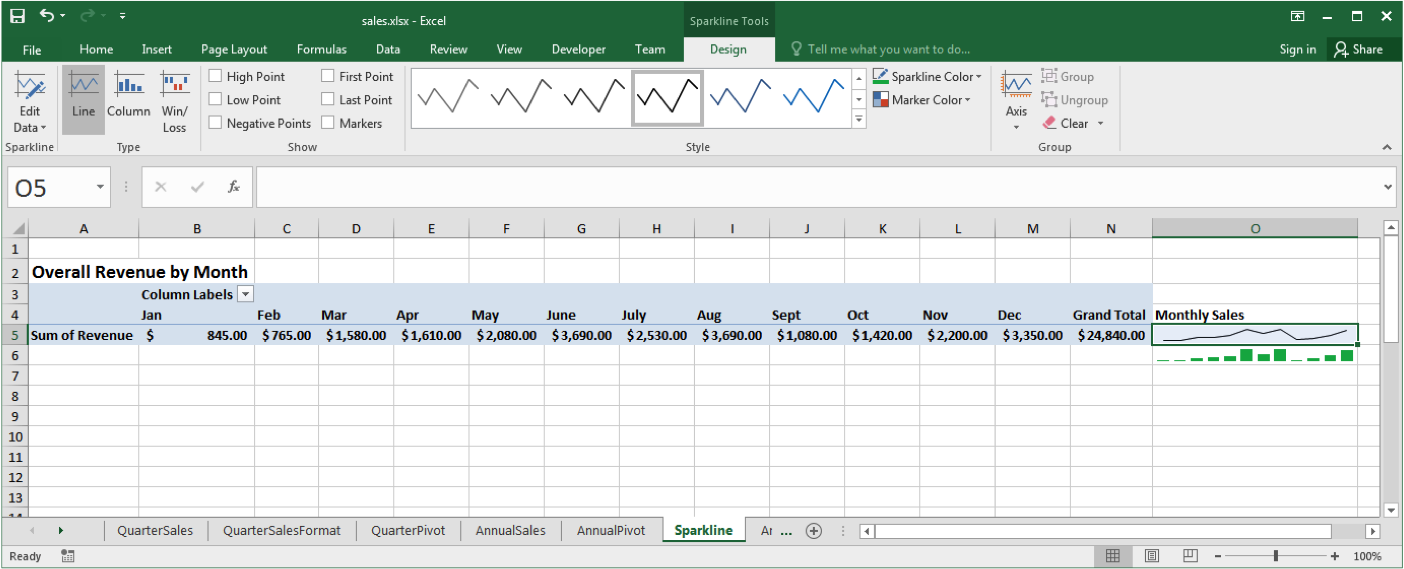 sales.xlsx - Excel
Sparkline Tools
File Home Insert Page Layout Formulas Data Review View Developer Team Design Tell me what you want to do... Sign in Share
Edit Data
Sparkline
Line Column Win/ Loss
Type
High Point First Point
Low Point Last Point
Negative Points Markers
Show
Style
Sparkline Color
Marker Color
Axis
Group
Ungroup
Clear
Group
O5 fx
A B C D E F G H I J K L M N O
1
2 Overall Revenue by Month
3 Column Labels
4 Jan Feb Mar Apr May June July Aug Sept Oct Nov Dec Grand Total Monthly Sales
5 Sum of Revenue $ 845.00 $ 765.00 $ 1,580.00 $ 1,610.00 $ 2,080.00 $ 3,690.00 $ 2,530.00 $ 3,690.00 $ 1,080.00 $ 1,420.00 $ 2,200.00 $ 3,350.00 $ 24,840.00
6
7
8
9
10
11
12
13
QuarterSales QuarterSalesFormat QuarterPivot AnnualSales AnnualPivot Sparkline Ar ...
Ready 100%